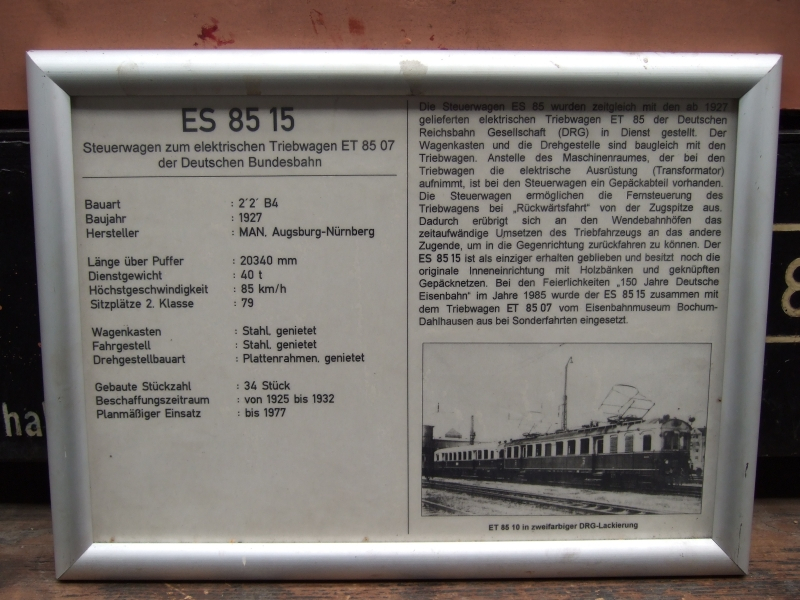 ES 85 15
Steuerwagen zum elektrischen Triebwagen ET 85 07
der Deutschen Bundesbahn
Bauart : 2'2' B4
Baujahr : 1927
Hersteller : MAN, Augsburg-Nürnberg
Länge über Puffer : 20340 mm
Dienstgewicht : 40 t
Höchstgeschwindigkeit : 85 km/h
Sitzplätze 2. Klasse : 79
Wagenkasten : Stahl, genietet
Fahrgestell : Stahl, genietet
Drehgestellbauart : Plattenrahmen, genietet
Gebaute Stückzahl : 34 Stück
Beschaffungszeitraum : von 1925 bis 1932
Planmäßiger Einsatz : bis 1977
Die Steuerwagen ES 85 wurden zeitgleich mit den ab 1927
gelieferten elektrischen Triebwagen ET 85 der Deutschen
Reichsbahn Gesellschaft (DRG) in Dienst gestellt. Der
Wagenkasten und die Drehgestelle sind baugleich mit den
Triebwagen. Anstelle des Maschinenraumes, der bei den
Triebwagen die elektrische Ausrüstung (Transformator)
aufnimmt, ist bei den Steuerwagen ein Gepäckabteil vorhanden.
Die Steuerwagen ermöglichen die Fernsteuerung des
Triebwagens bei „Rückwärtsfahrt" von der Zugspitze aus.
Dadurch erübrigt sich an den Wendebahnhöfen das
zeitaufwändige Umsetzen des Triebfahrzeugs an das andere
Zugende, um in die Gegenrichtung zurückfahren zu können. Der
ES 85 15 ist als einziger erhalten geblieben und besitzt noch die
originale Inneneinrichtung mit Holzbänken und geknüpften
Gepäcknetzen. Bei den Feierlichkeiten „150 Jahre Deutsche
Eisenbahn" im Jahre 1985 wurde der ES 85 15 zusammen mit
dem Triebwagen ET 85 07 vom Eisenbahnmuseum Bochum-
Dahlhausen aus bei Sonderfahrten eingesetzt.
ET 85 10 in zweifarbiger DRG-Lackierung
hal
8